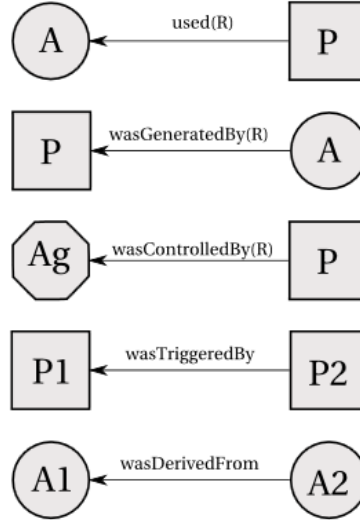 A used(R) P
P wasGeneratedBy(R) A
Ag wasControlledBy(R) P
P1 wasTriggeredBy P2
A1 wasDerivedFrom A2